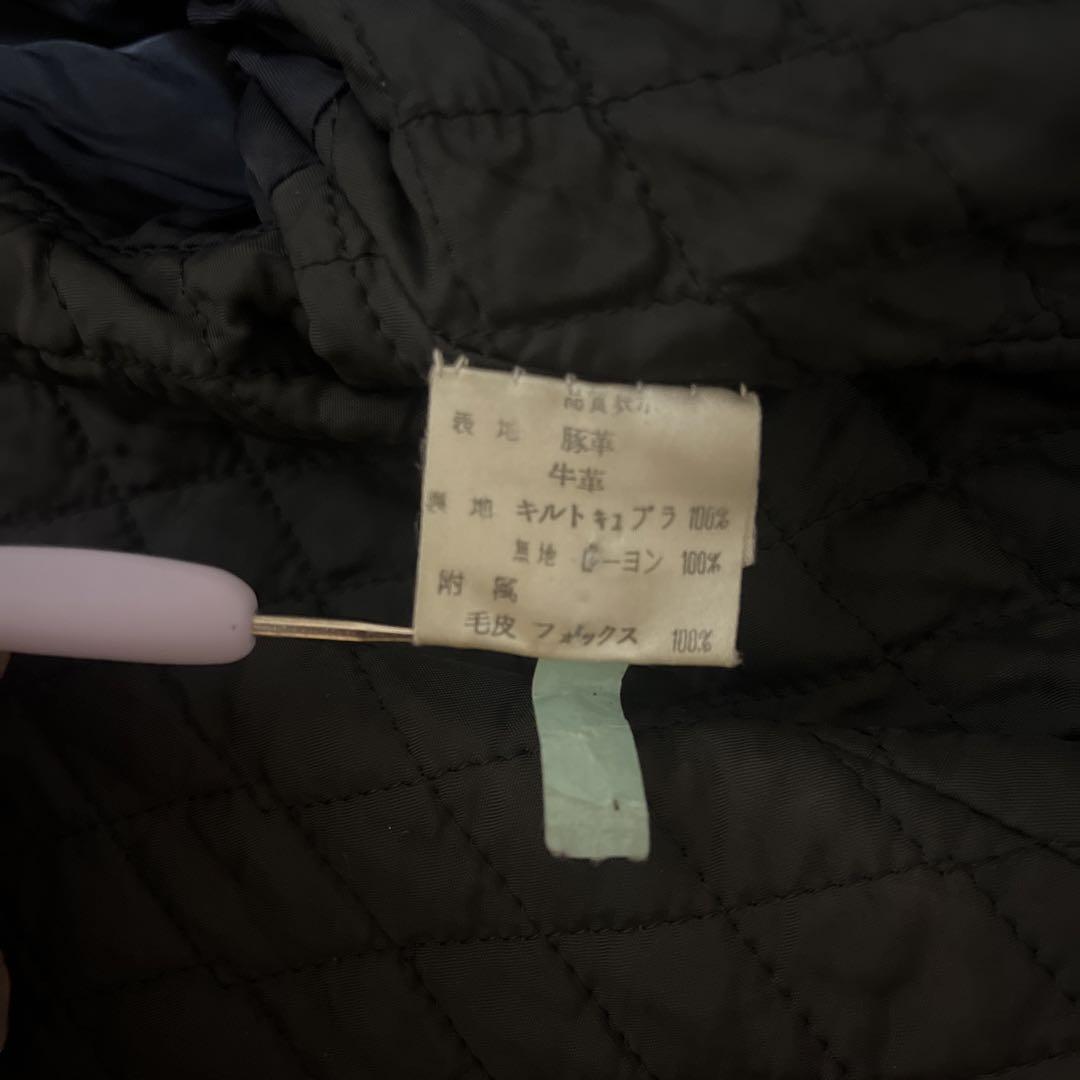 品質表示
表地 豚革
牛革
裏地 キルトキュプラ 100%
無地 レーヨン 100%
附属
毛皮 フォックス 100%